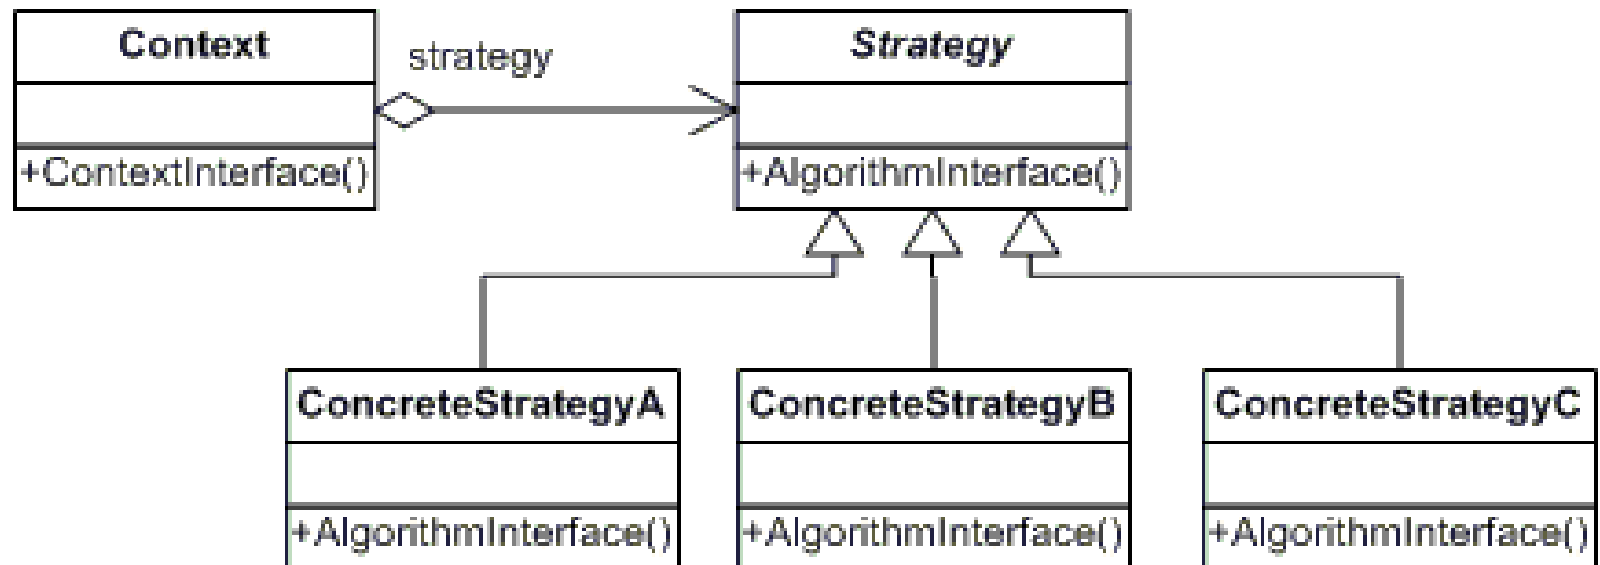 Context
strategy
Strategy
+ContextInterface()
+AlgorithmInterface()
ConcreteStrategyA
ConcreteStrategyB
ConcreteStrategyC
+AlgorithmInterface()
+AlgorithmInterface()
+AlgorithmInterface()